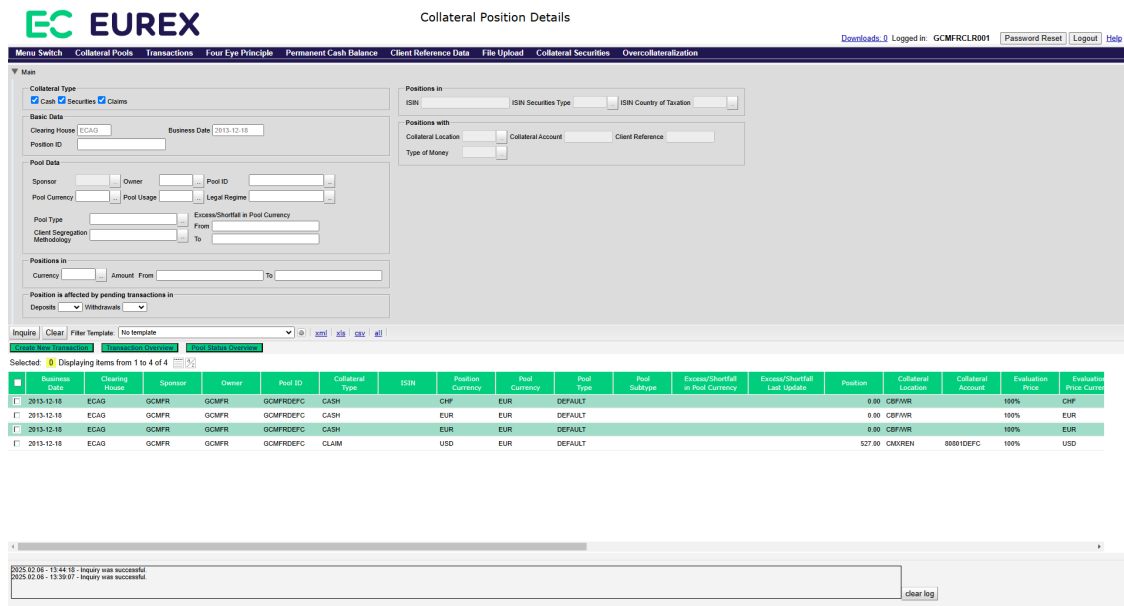 EC EUREX
Collateral Position Details
Downloads: 0 Logged in: GCMFRCLR001 Password Reset Logout Help
Menu Switch Collateral Pools Transactions Four Eye Principle Permanent Cash Balance Client Reference Data File Upload Collateral Securities Overcollateralization
Main
Collateral Type
Cash Securities Claims
Basic Data
Clearing House ECAG Business Date 2013-12-18
Position ID
Pool Data
Sponsor ... Owner ... Pool ID ...
Pool Currency ... Pool Usage ... Legal Regime ...
Pool Type ... Excess/Shortfall in Pool Currency
From
Client Segregation Methodology ... To
Positions in
Currency ... Amount From To
Position is affected by pending transactions in
Deposits Withdrawals
Positions in
ISIN ISIN Securities Type ... ISIN Country of Taxation ...
Positions with
Collateral Location ... Collateral Account Client Reference
Type of Money ...
Inquire Clear Filter Template: No template xml xls csv all
Create New Transaction Transaction Overview Pool Status Overview
Selected: 0 Displaying items from 1 to 4 of 4
Business Date Clearing House Sponsor Owner Pool ID Collateral Type ISIN Position Currency Pool Currency Pool Type Pool Subtype Excess/Shortfall in Pool Currency Excess/Shortfall Last Update Position Collateral Location Collateral Account Evaluation Price Evaluation Price Curren
2013-12-18 ECAG GCMFR GCMFR GCMFRDEFC CASH CHF EUR DEFAULT 0.00 CBF/WR 100% CHF
2013-12-18 ECAG GCMFR GCMFR GCMFRDEFC CASH EUR EUR DEFAULT 0.00 CBF/WR 100% EUR
2013-12-18 ECAG GCMFR GCMFR GCMFRDEFC CASH EUR EUR DEFAULT 0.00 CBF/WR 100% EUR
2013-12-18 ECAG GCMFR GCMFR GCMFRDEFC CLAIM USD EUR DEFAULT 527.00 CMXREN 80801DEFC 100% USD
2025.02.06 - 13:44:18 - Inquiry was successful.
2025.02.06 - 13:39:07 - Inquiry was successful.
clear log